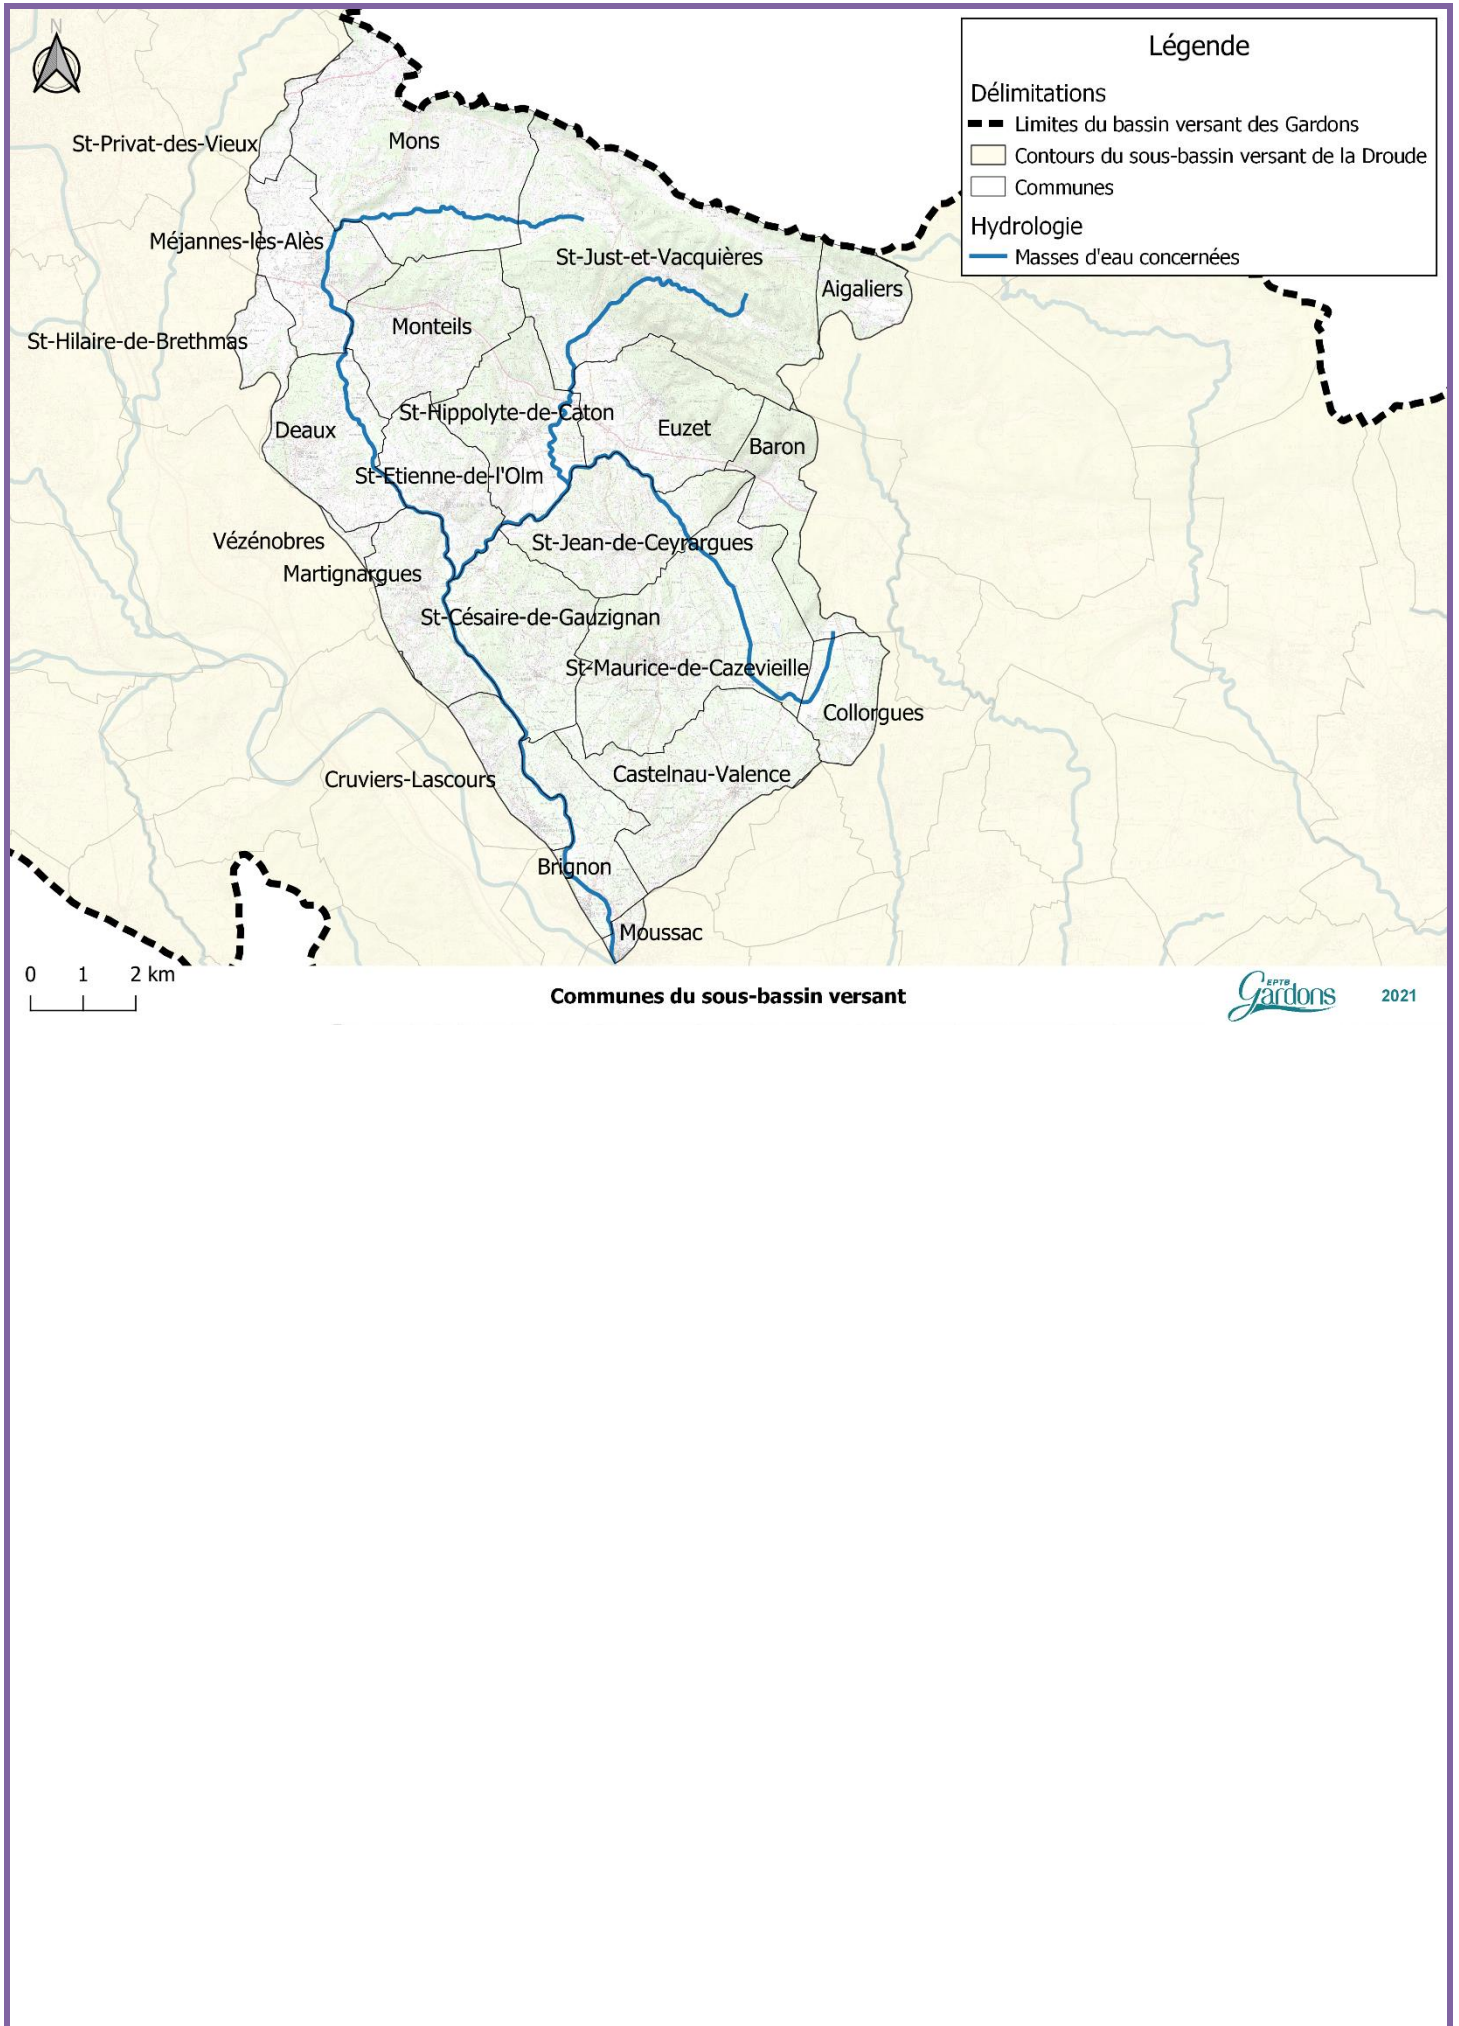 N
Légende
Délimitations
Limites du bassin versant des Gardons
Contours du sous-bassin versant de la Droude
Communes
Hydrologie
Masses d'eau concernées
St-Privat-des-Vieux
Mons
Méjannes-lès-Alès
St-Just-et-Vacquières
Aigaliers
Monteils
St-Hilaire-de-Brethmas
St-Hippolyte-de-Caton
Deaux
Euzet
Baron
St-Etienne-de-l'Olm
Vézénobres
St-Jean-de-Ceyrargues
Martignargues
St-Césaire-de-Gauzignan
St-Maurice-de-Cazevieille
Collorgues
Cruviers-Lascours
Castelnau-Valence
Brignon
Moussac
0 1 2 km
Communes du sous-bassin versant
EPTB
Gardons
2021